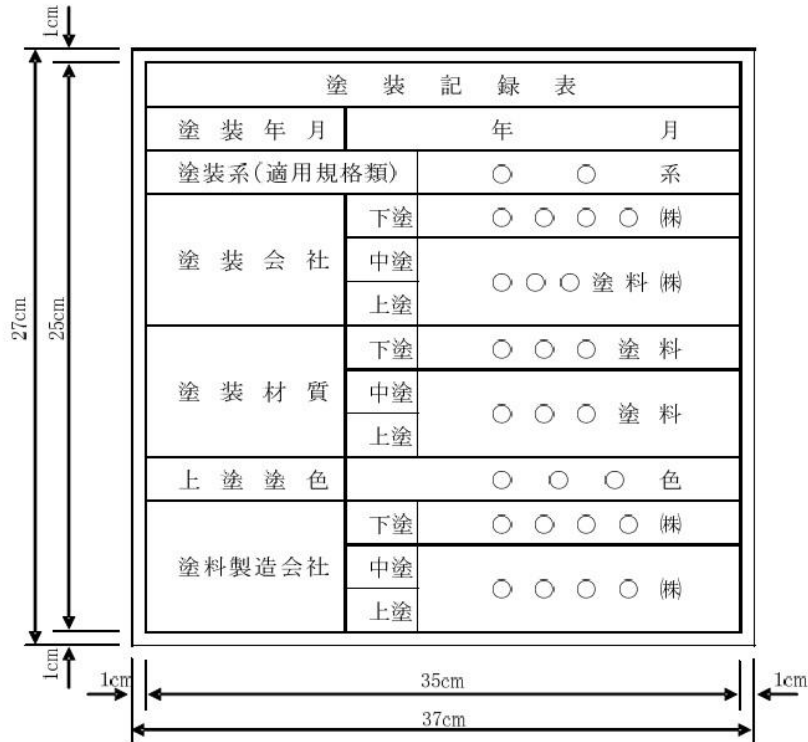 1cm
塗装記録表
塗装年月 年 月
塗装系(適用規格類) ○ ○ 系
塗装会社 下塗 ○○○○㈱
中塗 ○○○塗料㈱
上塗
塗装材質 下塗 ○○○塗料
中塗 ○○○塗料
上塗
上塗塗色 ○○○色
塗料製造会社 下塗 ○○○○㈱
中塗 ○○○○㈱
上塗
27cm
25cm
1cm
1cm
35cm
1cm
37cm